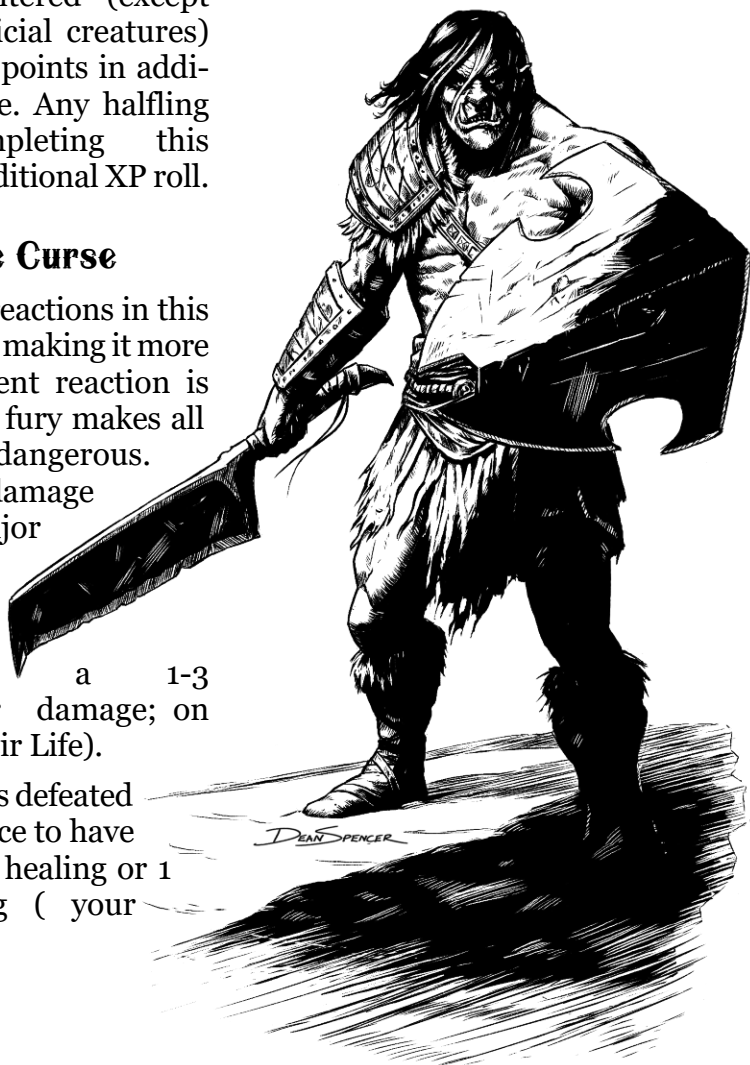 ltered (except
icial creatures)
points in addi-
e. Any halfling
mpleting this
ditional XP roll.
e Curse
reactions in this
making it more
ent reaction is
fury makes all
dangerous.
damage
jor
a 1-3
damage; on
ir Life).
s defeated
ce to have
healing or 1
g ( your
DEAN SPENCER